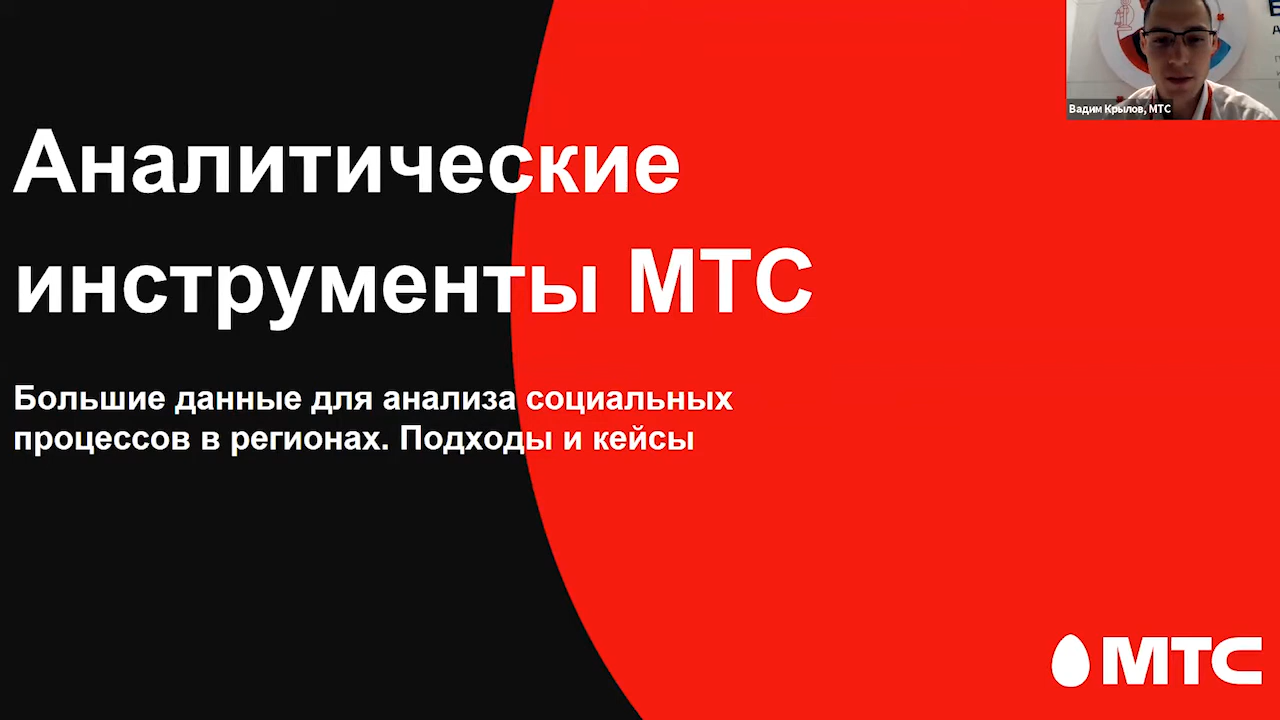 Аналитические
инструменты МТС
Большие данные для анализа социальных
процессов в регионах. Подходы и кейсы
Вадим Крылов, МТС
МТС